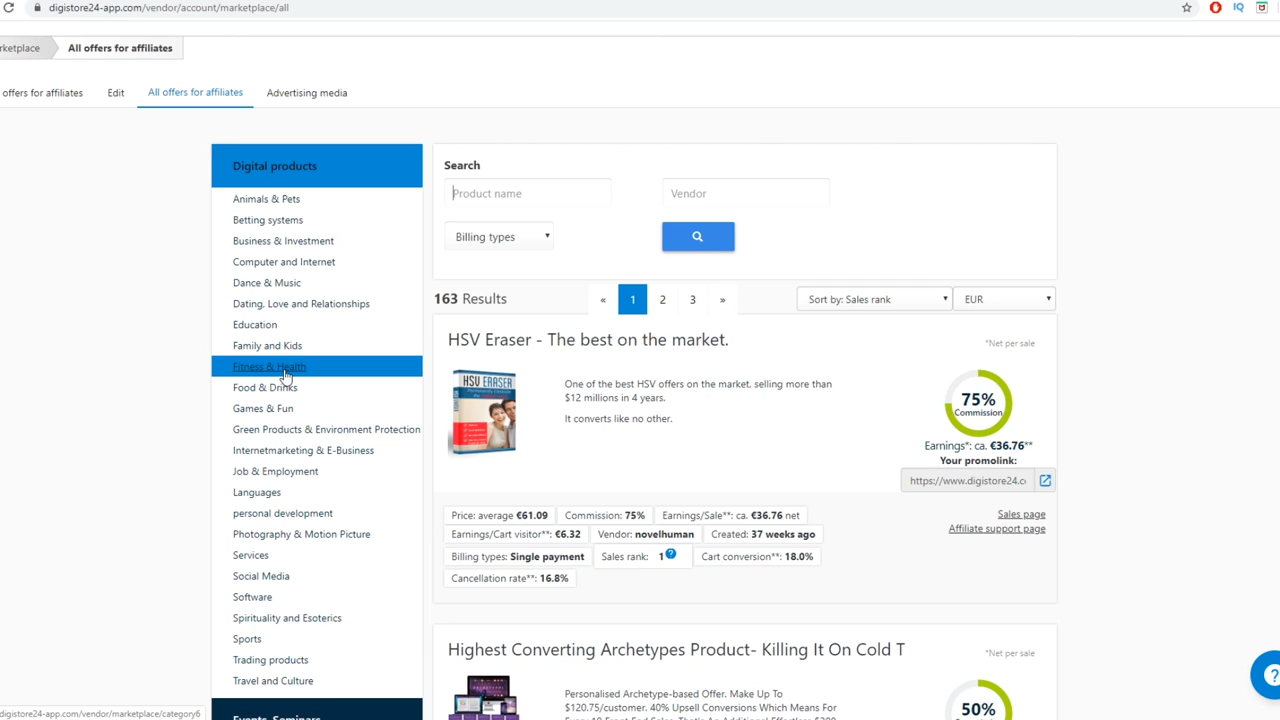 digistore24-app.com/vendor/account/marketplace/all
rketplace
All offers for affiliates
offers for affiliates
Edit
All offers for affiliates
Advertising media
Digital products
Animals & Pets
Betting systems
Business & Investment
Computer and Internet
Dance & Music
Dating, Love and Relationships
Education
Family and Kids
Fitness & Health
Food & Drinks
Games & Fun
Green Products & Environment Protection
Internetmarketing & E-Business
Job & Employment
Languages
personal development
Photography & Motion Picture
Services
Social Media
Software
Spirituality and Esoterics
Sports
Trading products
Travel and Culture
Events, Seminars
Search
Product name
Vendor
Billing types
163 Results
« 1 2 3 »
Sort by: Sales rank
EUR
HSV Eraser - The best on the market.
*Net per sale
HSV ERASER
One of the best HSV offers on the market, selling more than
$12 millions in 4 years.
It converts like no other.
75%
Commission
Earnings*: ca. €36.76**
Your promolink:
https://www.digistore24.c
Price: average €61.09
Commission: 75%
Earnings/Sale**: ca. €36.76 net
Earnings/Cart visitor**: €6.32
Vendor: novelhuman
Created: 37 weeks ago
Billing types: Single payment
Sales rank: 1 ?
Cart conversion**: 18.0%
Cancellation rate**: 16.8%
Sales page
Affiliate support page
Highest Converting Archetypes Product- Killing It On Cold T
*Net per sale
Personalised Archetype-based Offer. Make Up To
$120.75/customer. 40% Upsell Conversions Which Means For
50%
digistore24-app.com/vendor/marketplace/category6